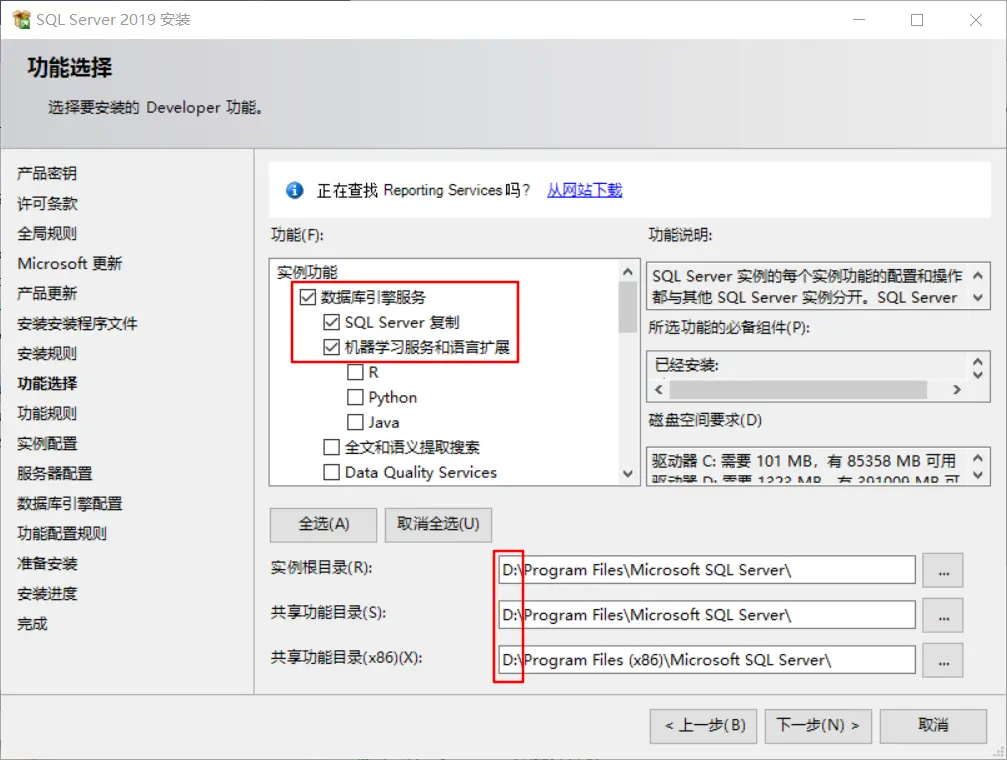 SQL Server 2019 安装
功能选择
选择要安装的 Developer 功能。
产品密钥
许可条款
全局规则
Microsoft 更新
产品更新
安装安装程序文件
安装规则
功能选择
功能规则
实例配置
服务器配置
数据库引擎配置
功能配置规则
准备安装
安装进度
完成
正在查找 Reporting Services 吗? 从网站下载
功能(F):
实例功能
数据库引擎服务
SQL Server 复制
机器学习服务和语言扩展
R
Python
Java
全文和语义提取搜索
Data Quality Services
功能说明:
SQL Server 实例的每个实例功能的配置和操作
都与其他 SQL Server 实例分开。SQL Server
所选功能的必备组件(P):
已经安装:
磁盘空间要求(D)
驱动器 C: 需要 101 MB，有 85358 MB 可用
驱动器 D: 需要 1323 MB，有 391009 MB 可
全选(A) 取消全选(U)
实例根目录(R): D:\Program Files\Microsoft SQL Server\ ...
共享功能目录(S): D:\Program Files\Microsoft SQL Server\ ...
共享功能目录(x86)(X): D:\Program Files (x86)\Microsoft SQL Server\ ...
< 上一步(B) 下一步(N) > 取消